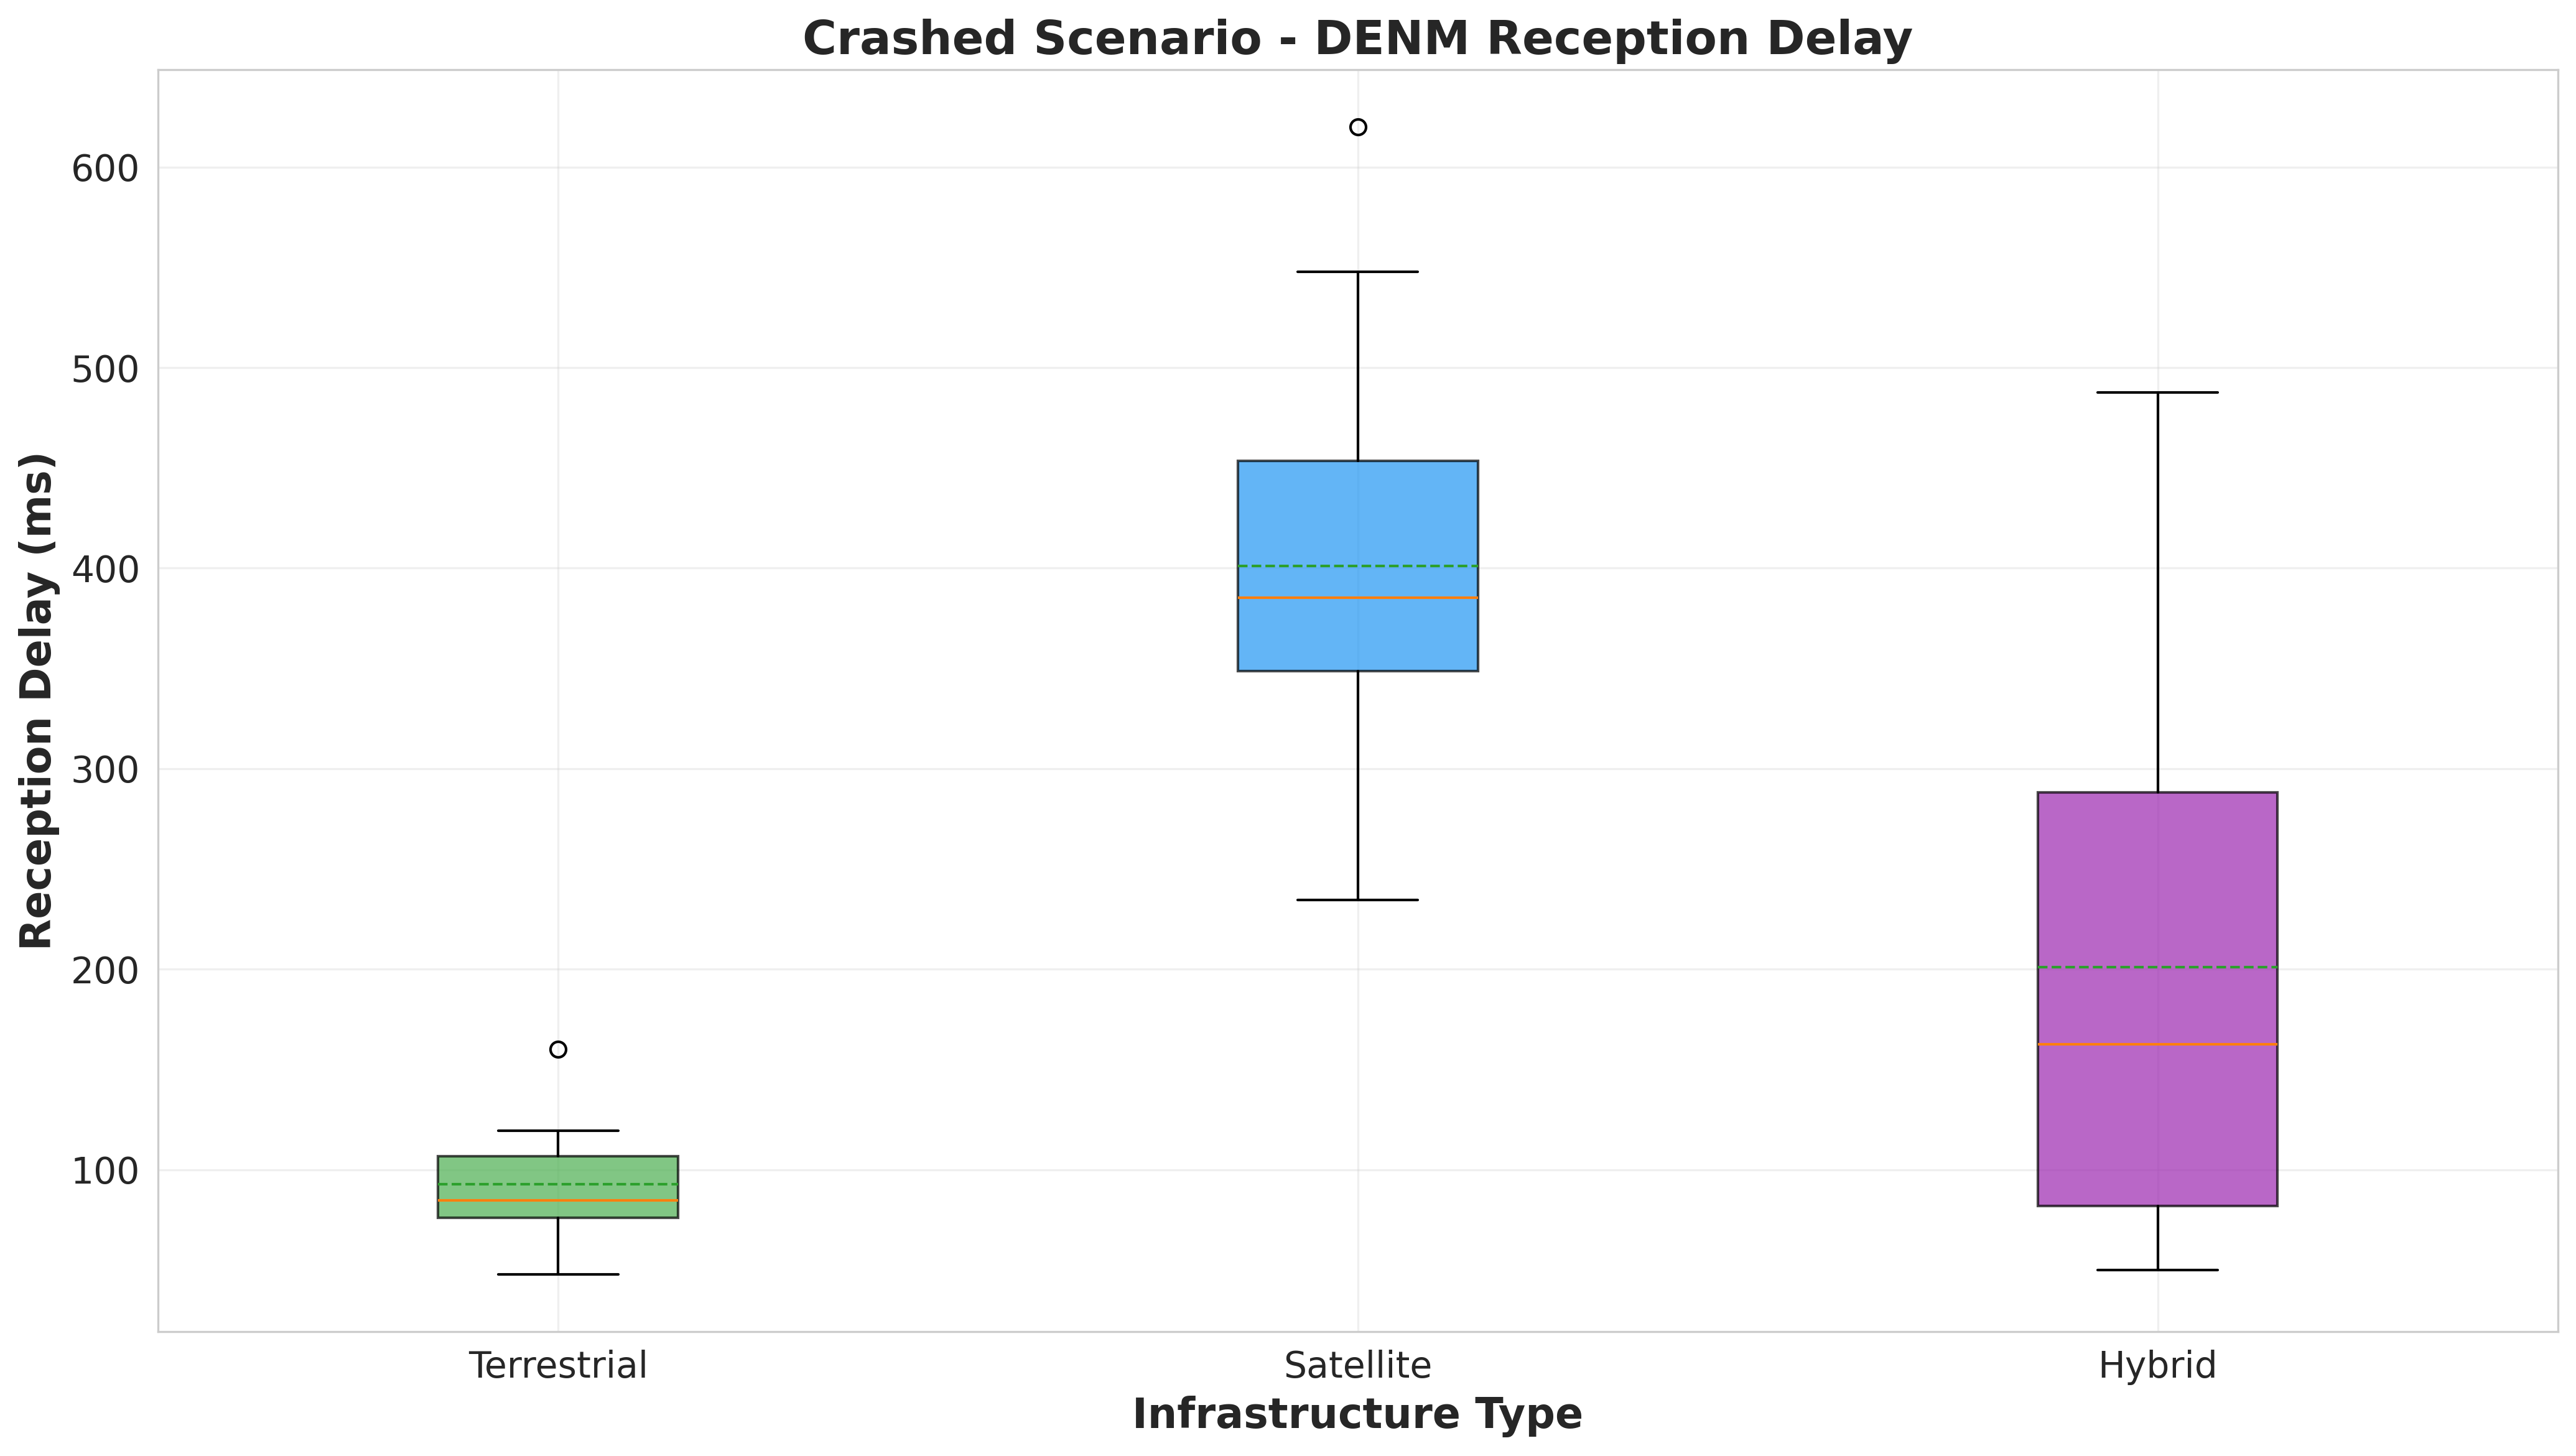 Crashed Scenario - DENM Reception Delay
Reception Delay (ms)
600
500
400
300
200
100
Terrestrial
Satellite
Hybrid
Infrastructure Type